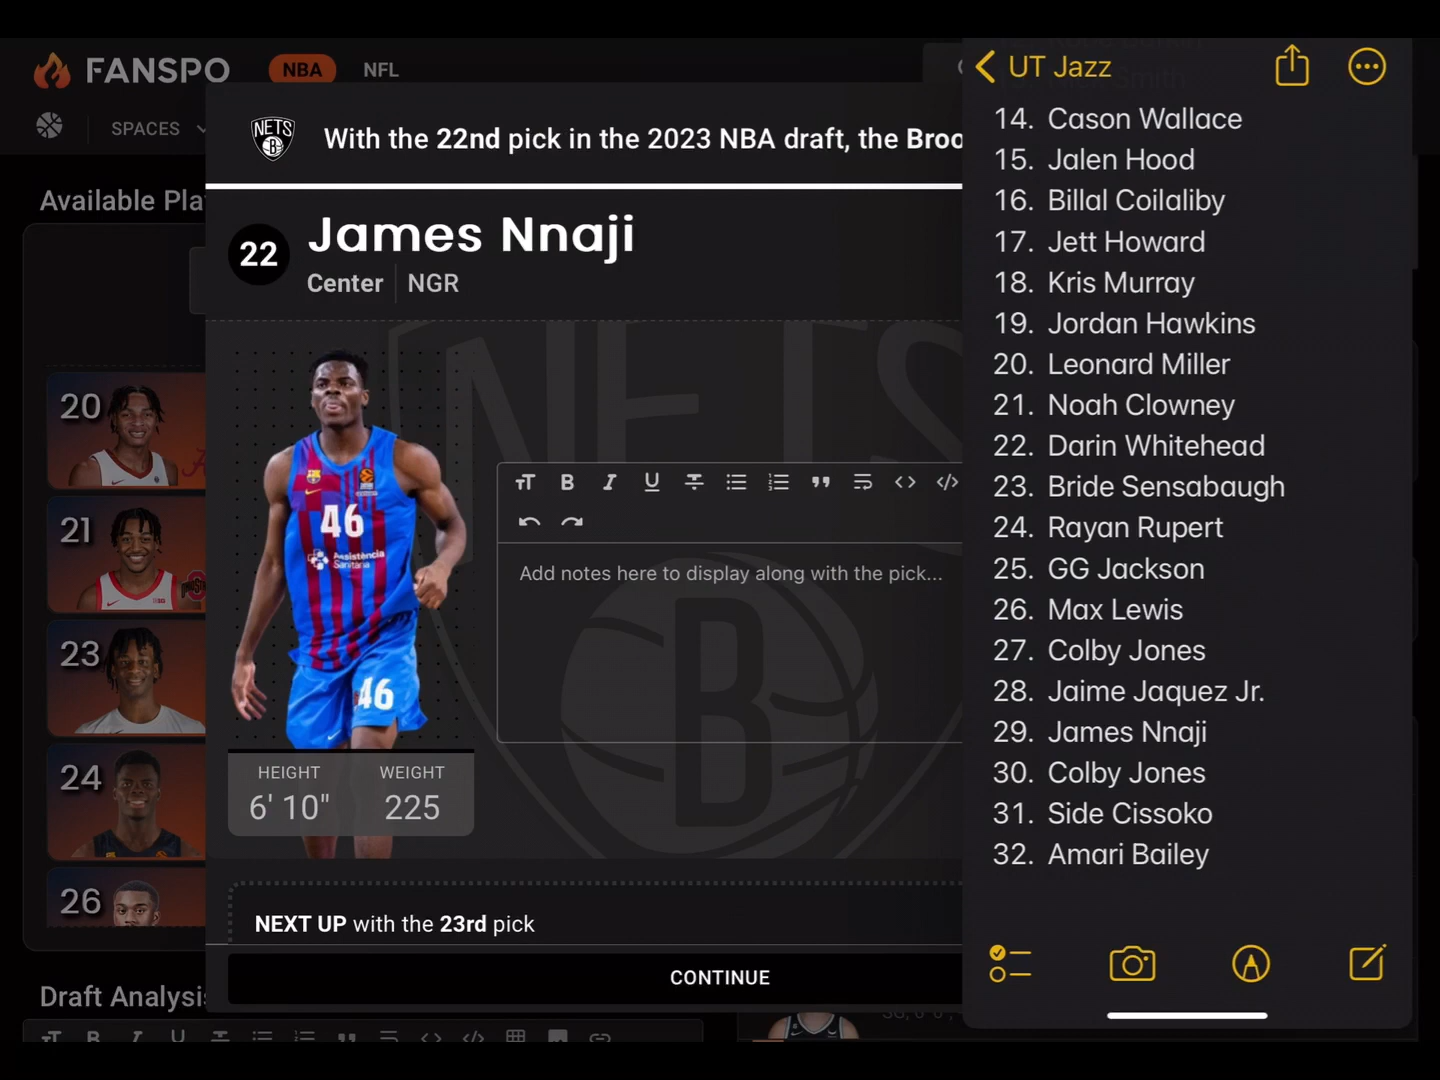 FANSPO
NBA
NFL
SPACES
Available Pla
20
21
23
24
26
Draft Analysis
NETS
B
With the 22nd pick in the 2023 NBA draft, the Broo
22
James Nnaji
Center
NGR
46
Assistència
Sanitària
46
HEIGHT
WEIGHT
6' 10"
225
NETS
B
Add notes here to display along with the pick...
NEXT UP with the 23rd pick
CONTINUE
UT Jazz
Smith
14. Cason Wallace
15. Jalen Hood
16. Billal Coilaliby
17. Jett Howard
18. Kris Murray
19. Jordan Hawkins
20. Leonard Miller
21. Noah Clowney
22. Darin Whitehead
23. Bride Sensabaugh
24. Rayan Rupert
25. GG Jackson
26. Max Lewis
27. Colby Jones
28. Jaime Jaquez Jr.
29. James Nnaji
30. Colby Jones
31. Side Cissoko
32. Amari Bailey